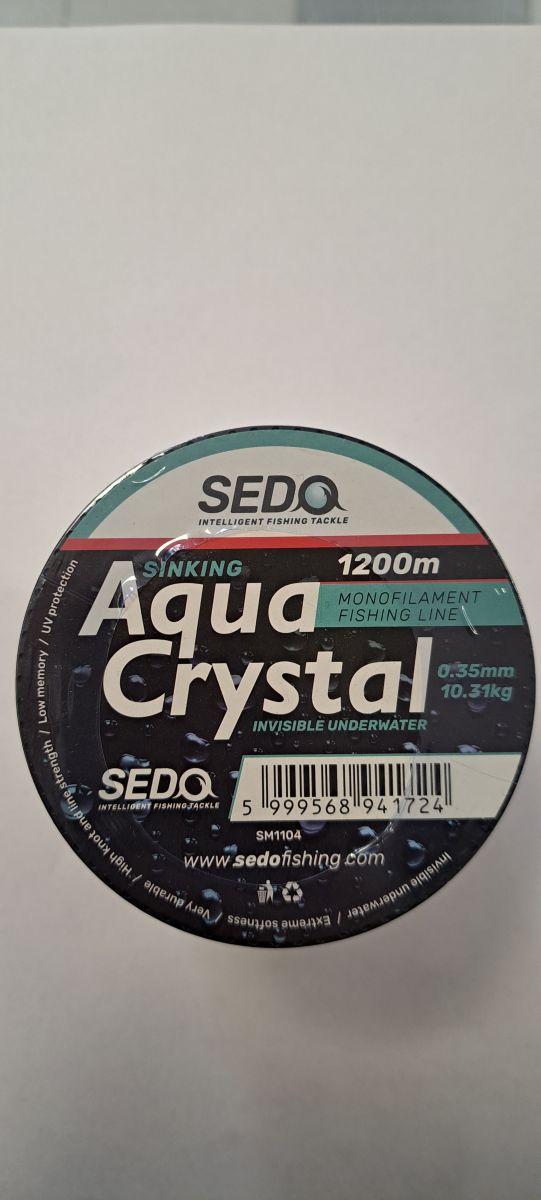 SEDO
INTELLIGENT FISHING TACKLE
SINKING
1200m
Aqua
MONOFILAMENT
FISHING LINE
Crystal
0.35mm
10.31kg
INVISIBLE UNDERWATER
SEDO
INTELLIGENT FISHING TACKLE
5 999568 941724
SM1104
www.sedofishing.com
Invisible underwater / Extreme softness / Very durable / High knot and line strength / Low memory / UV protection